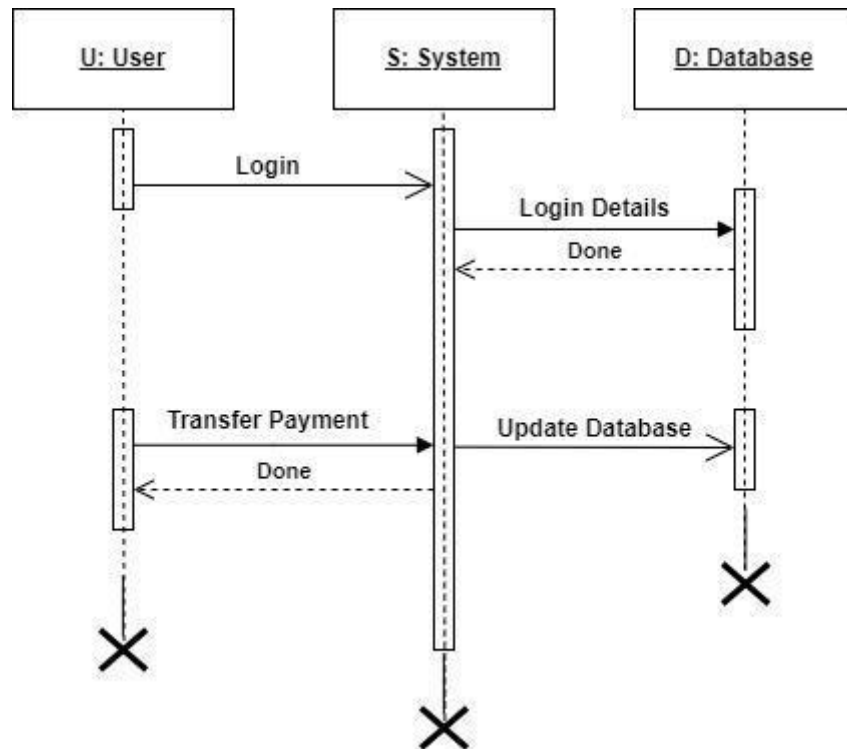 U: User
S: System
D: Database
Login
Login Details
Done
Transfer Payment
Update Database
Done